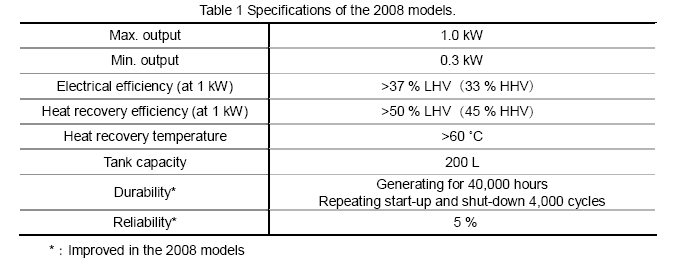 Table 1 Specifications of the 2008 models.
Max. output 1.0 kW
Min. output 0.3 kW
Electrical efficiency (at 1 kW) >37 % LHV（33 % HHV）
Heat recovery efficiency (at 1 kW) >50 % LHV（45 % HHV）
Heat recovery temperature >60 ˚C
Tank capacity 200 L
Durability* Generating for 40,000 hours
Repeating start-up and shut-down 4,000 cycles
Reliability* 5 %
*：Improved in the 2008 models